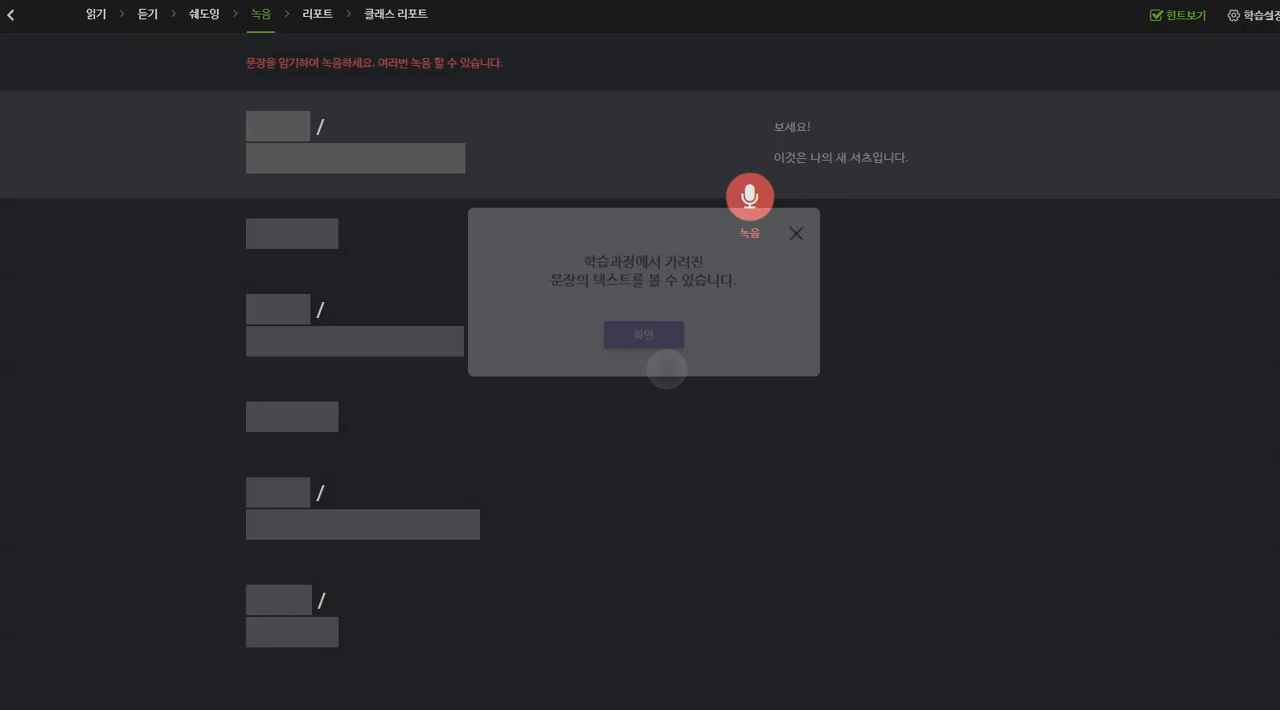 읽기
듣기
쉐도잉
녹음
리포트
클래스 리포트
힌트보기
학습설정
문장을 암기하여 녹음하세요. 여러번 녹음 할 수 있습니다.
/
보세요!
이것은 나의 새 셔츠입니다.
녹음
학습과정에서 가려진
문장의 텍스트를 볼 수 있습니다.
확인
/
/
/